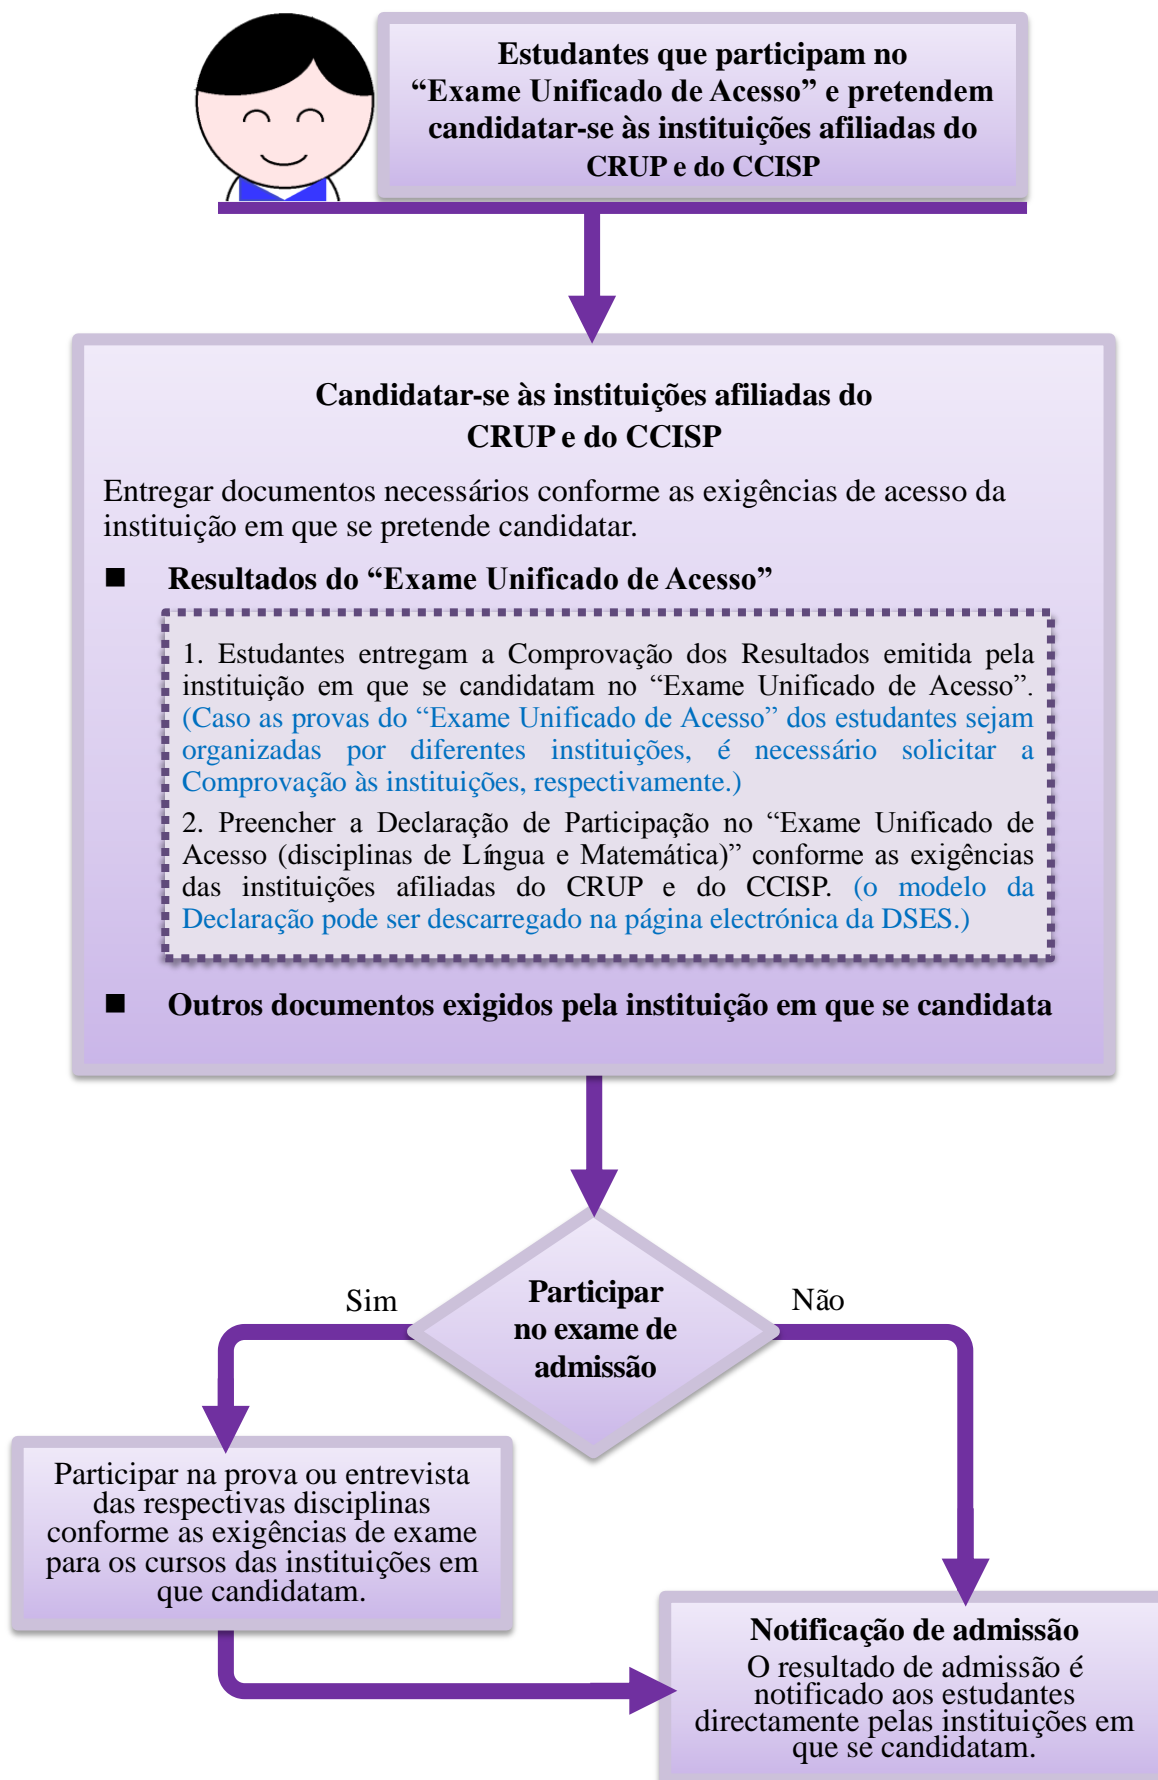 Estudantes que participam no
“Exame Unificado de Acesso” e pretendem
candidatar-se às instituições afiliadas do
CRUP e do CCISP
Candidatar-se às instituições afiliadas do
CRUP e do CCISP
Entregar documentos necessários conforme as exigências de acesso da
instituição em que se pretende candidatar.
■ Resultados do “Exame Unificado de Acesso”
1. Estudantes entregam a Comprovação dos Resultados emitida pela
instituição em que se candidatam no “Exame Unificado de Acesso”.
(Caso as provas do “Exame Unificado de Acesso” dos estudantes sejam
organizadas por diferentes instituições, é necessário solicitar a
Comprovação às instituições, respectivamente.)
2. Preencher a Declaração de Participação no “Exame Unificado de
Acesso (disciplinas de Língua e Matemática)” conforme as exigências
das instituições afiliadas do CRUP e do CCISP. (o modelo da
Declaração pode ser descarregado na página electrónica da DSES.)
■ Outros documentos exigidos pela instituição em que se candidata
Participar
no exame de
admissão
Sim
Não
Participar na prova ou entrevista
das respectivas disciplinas
conforme as exigências de exame
para os cursos das instituições em
que candidatam.
Notificação de admissão
O resultado de admissão é
notificado aos estudantes
directamente pelas instituições em
que se candidatam.